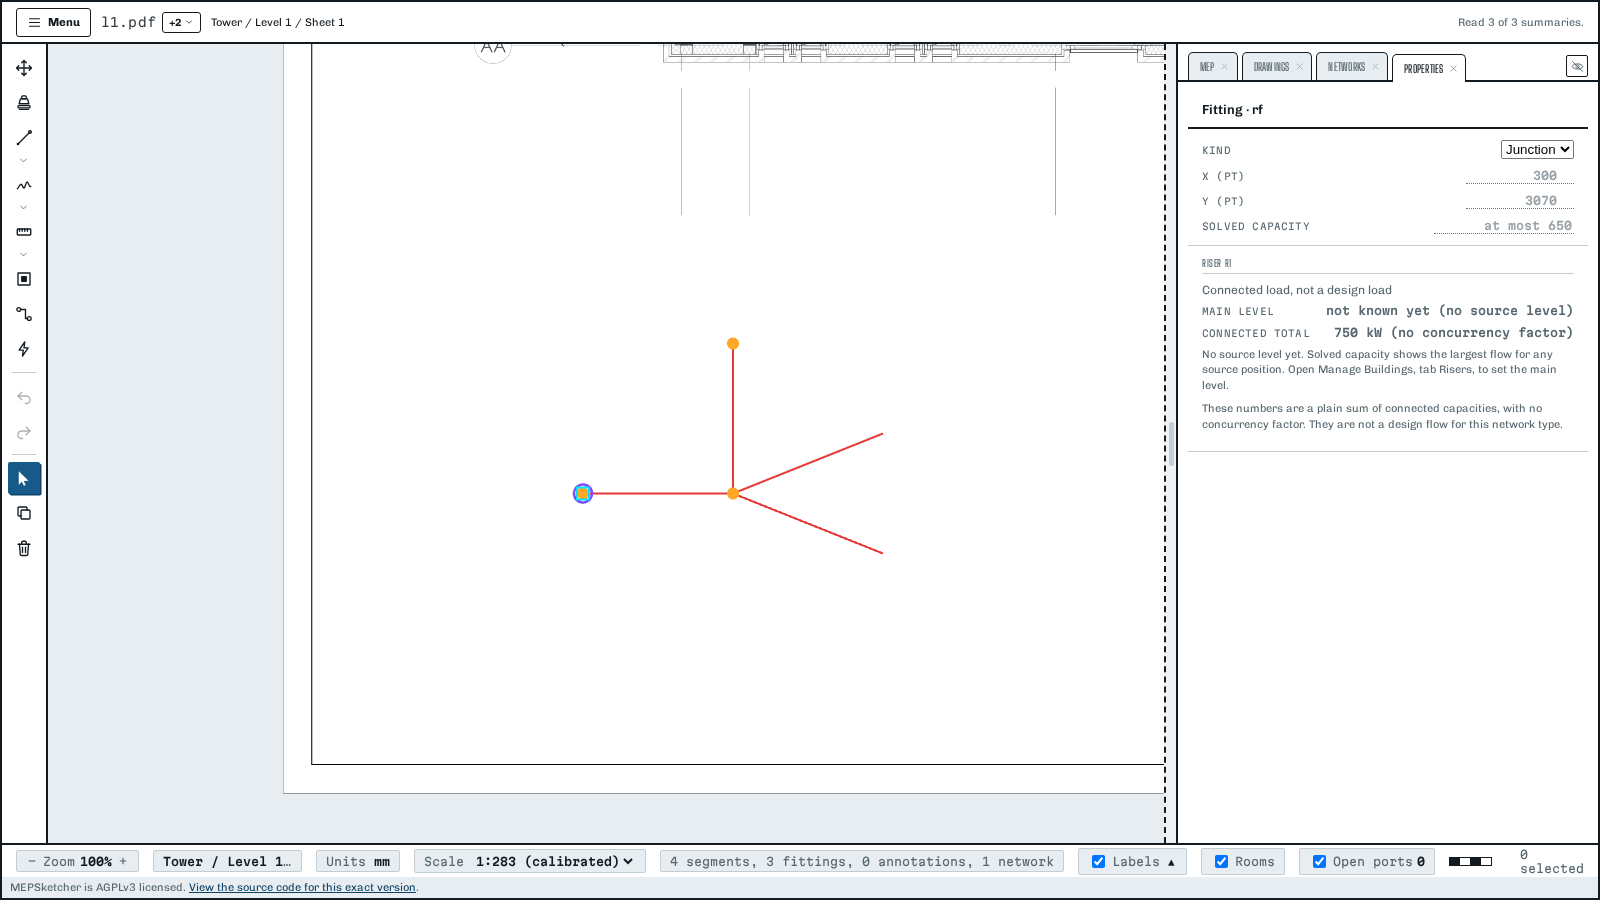 Menu
l1.pdf
+2
Tower / Level 1 / Sheet 1
Read 3 of 3 summaries.
AA
MEP
DRAWINGS
NETWORKS
PROPERTIES
Fitting · rf
KIND
Junction
X (PT)
300
Y (PT)
3070
SOLVED CAPACITY
at most 650
RISER R1
Connected load, not a design load
MAIN LEVEL
not known yet (no source level)
CONNECTED TOTAL
750 kW (no concurrency factor)
No source level yet. Solved capacity shows the largest flow for any
source position. Open Manage Buildings, tab Risers, to set the main
level.
These numbers are a plain sum of connected capacities, with no
concurrency factor. They are not a design flow for this network type.
− Zoom 100% +
Tower / Level 1…
Units mm
Scale 1:283 (calibrated)
4 segments, 3 fittings, 0 annotations, 1 network
Labels ▲
Rooms
Open ports 0
0
selected
MEPSketcher is AGPLv3 licensed. View the source code for this exact version.